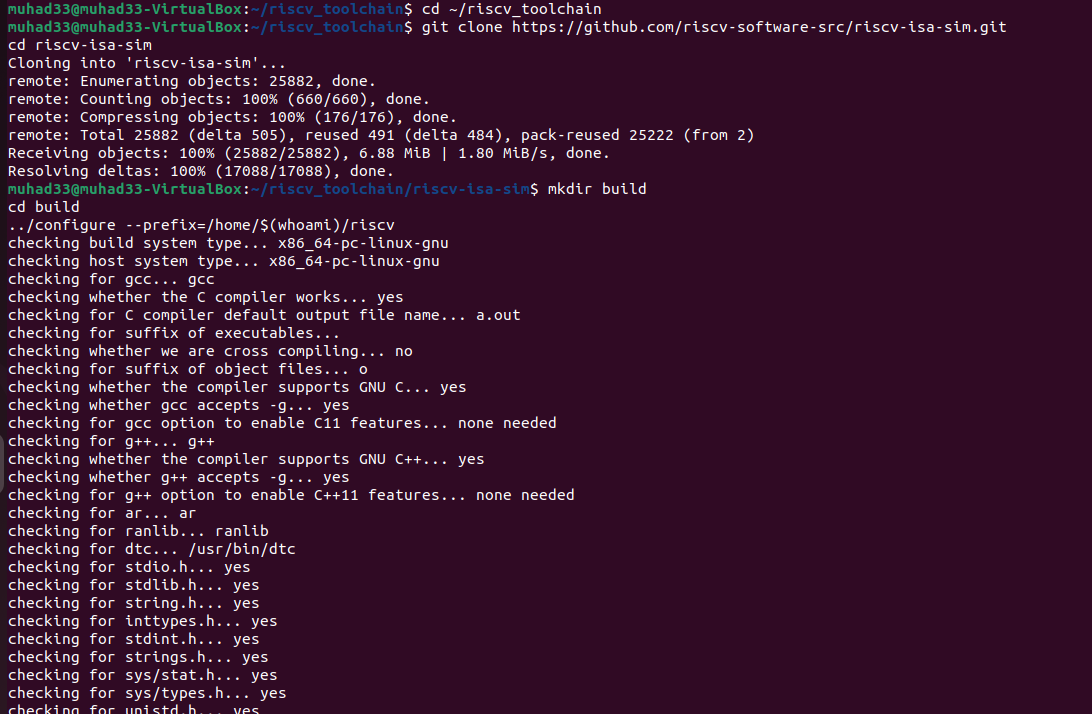 muhad33@muhad33-VirtualBox:~/riscv_toolchain$ cd ~/riscv_toolchain
muhad33@muhad33-VirtualBox:~/riscv_toolchain$ git clone https://github.com/riscv-software-src/riscv-isa-sim.git
cd riscv-isa-sim
Cloning into 'riscv-isa-sim'...
remote: Enumerating objects: 25882, done.
remote: Counting objects: 100% (660/660), done.
remote: Compressing objects: 100% (176/176), done.
remote: Total 25882 (delta 505), reused 491 (delta 484), pack-reused 25222 (from 2)
Receiving objects: 100% (25882/25882), 6.88 MiB | 1.80 MiB/s, done.
Resolving deltas: 100% (17088/17088), done.
muhad33@muhad33-VirtualBox:~/riscv_toolchain/riscv-isa-sim$ mkdir build
cd build
../configure --prefix=/home/$(whoami)/riscv
checking build system type... x86_64-pc-linux-gnu
checking host system type... x86_64-pc-linux-gnu
checking for gcc... gcc
checking whether the C compiler works... yes
checking for C compiler default output file name... a.out
checking for suffix of executables...
checking whether we are cross compiling... no
checking for suffix of object files... o
checking whether the compiler supports GNU C... yes
checking whether gcc accepts -g... yes
checking for gcc option to enable C11 features... none needed
checking for g++... g++
checking whether the compiler supports GNU C++... yes
checking whether g++ accepts -g... yes
checking for g++ option to enable C++11 features... none needed
checking for ar... ar
checking for ranlib... ranlib
checking for dtc... /usr/bin/dtc
checking for stdio.h... yes
checking for stdlib.h... yes
checking for string.h... yes
checking for inttypes.h... yes
checking for stdint.h... yes
checking for strings.h... yes
checking for sys/stat.h... yes
checking for sys/types.h... yes
checking for unistd.h... yes